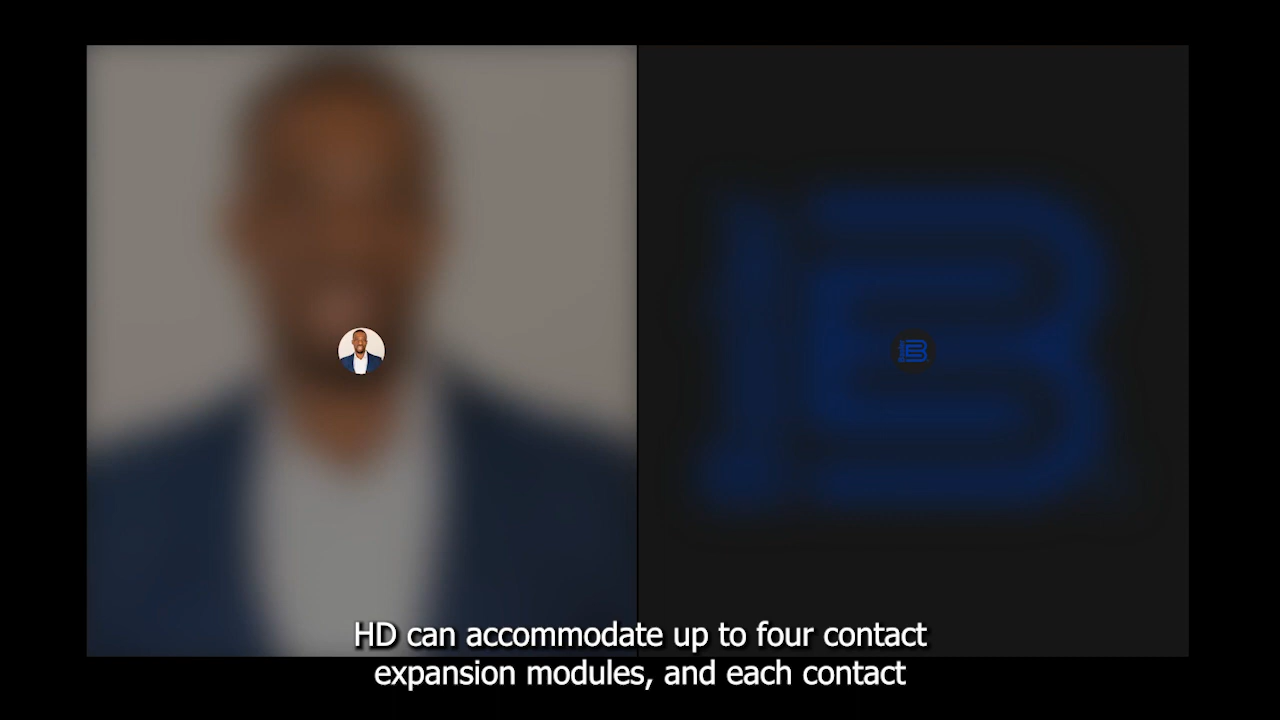 HD can accommodate up to four contact
expansion modules, and each contact